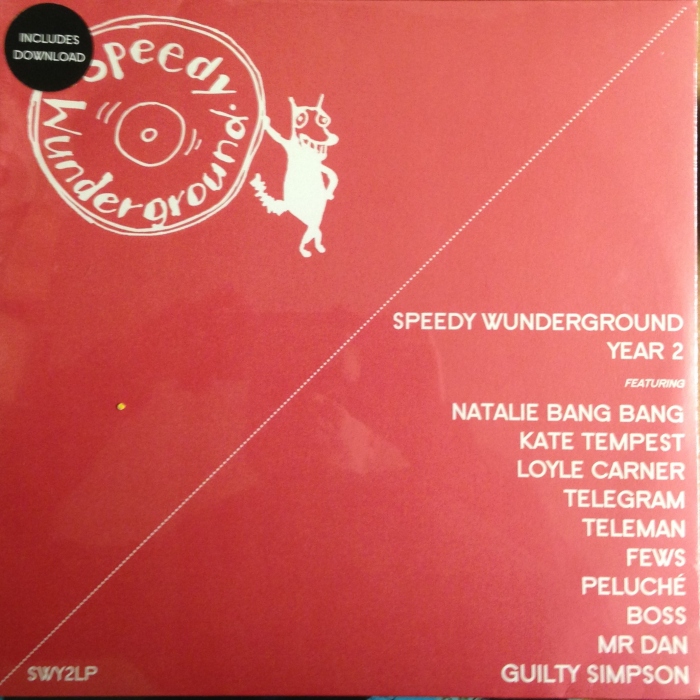 INCLUDES
DOWNLOAD
Speedy
Wunderground
SPEEDY WUNDERGROUND
YEAR 2
FEATURING
NATALIE BANG BANG
KATE TEMPEST
LOYLE CARNER
TELEGRAM
TELEMAN
FEWS
PELUCHÉ
BOSS
MR DAN
GUILTY SIMPSON
SWY2LP